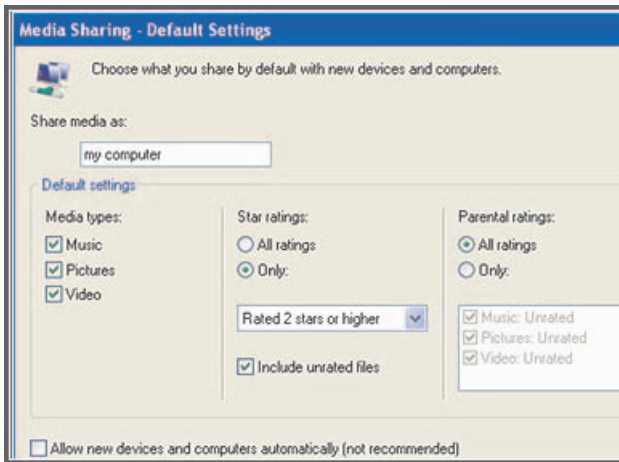 Media Sharing - Default Settings
Choose what you share by default with new devices and computers.
Share media as:
my computer
Default settings
Media types:
Music
Pictures
Video
Star ratings:
All ratings
Only:
Rated 2 stars or higher
Include unrated files
Parental ratings:
All ratings
Only:
Music: Unrated
Pictures: Unrated
Video: Unrated
Allow new devices and computers automatically (not recommended)